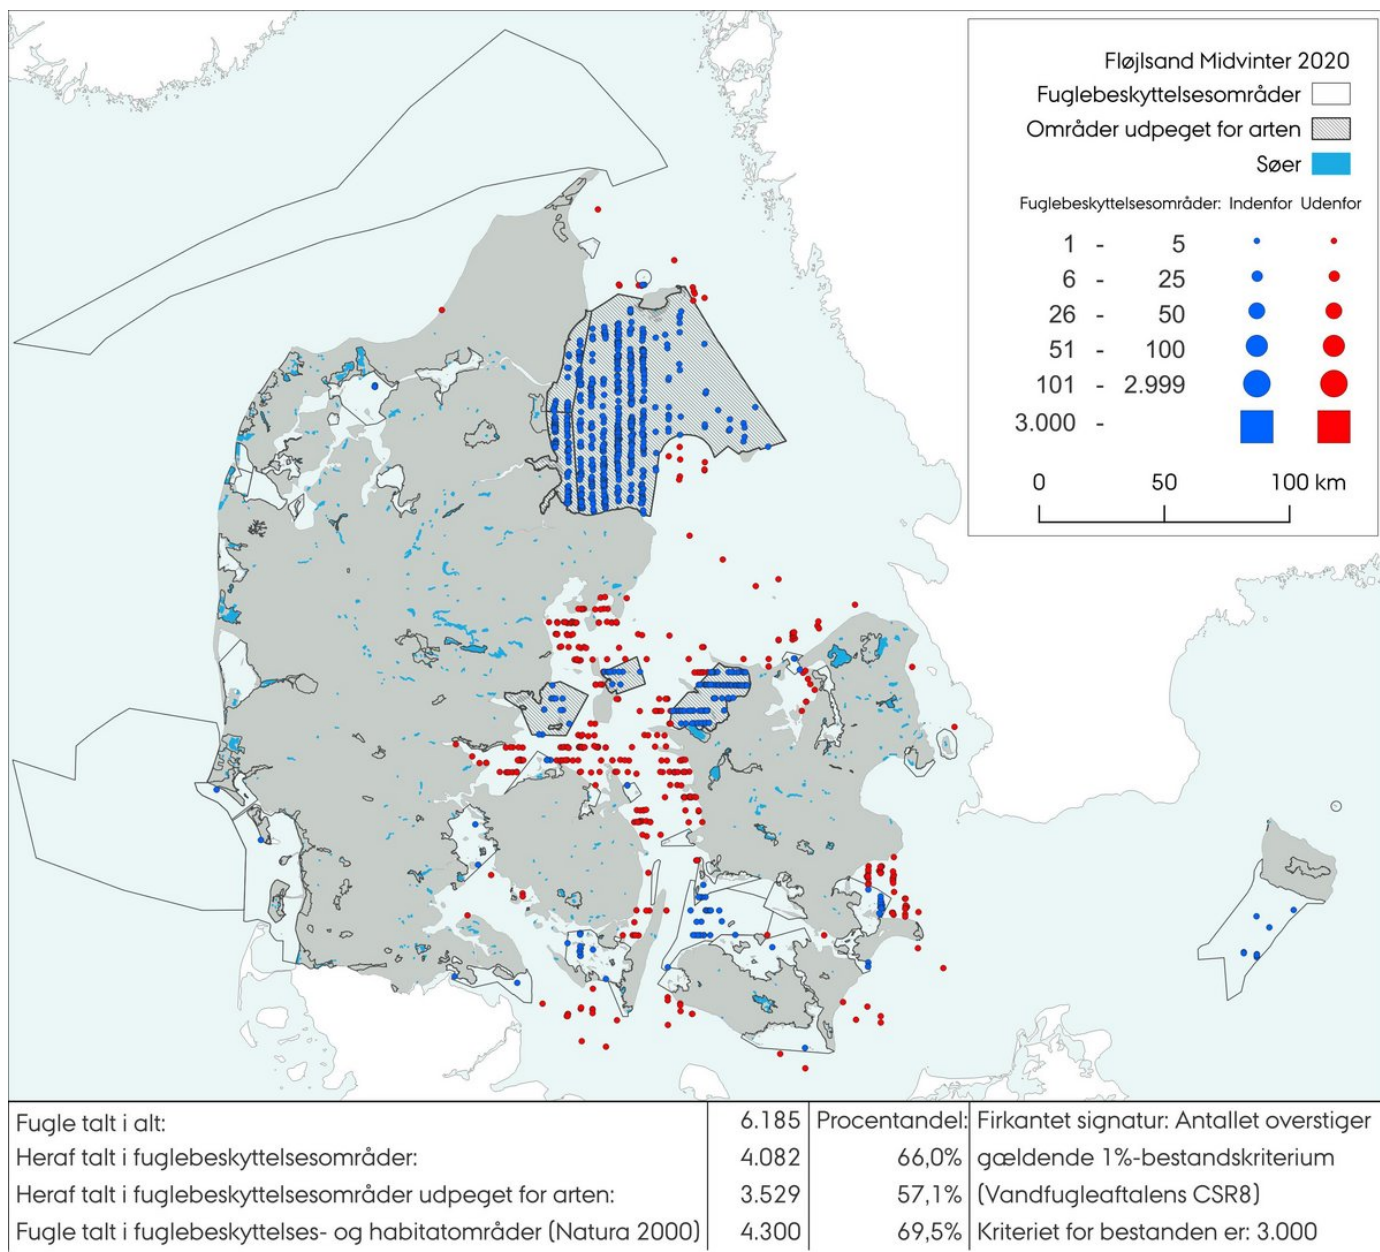 Fløjlsand Midvinter 2020
Fuglebeskyttelsesområder
Områder udpeget for arten
Søer
Fuglebeskyttelsesområder: Indenfor Udenfor
1 - 5
6 - 25
26 - 50
51 - 100
101 - 2.999
3.000 -
0 50 100 km
Fugle talt i alt: 6.185 Procentandel: Firkantet signatur: Antallet overstiger
Heraf talt i fuglebeskyttelsesområder: 4.082 66,0% gældende 1%-bestandskriterium
Heraf talt i fuglebeskyttelsesområder udpeget for arten: 3.529 57,1% (Vandfugleaftalens CSR8)
Fugle talt i fuglebeskyttelses- og habitatområder (Natura 2000) 4.300 69,5% Kriteriet for bestanden er: 3.000